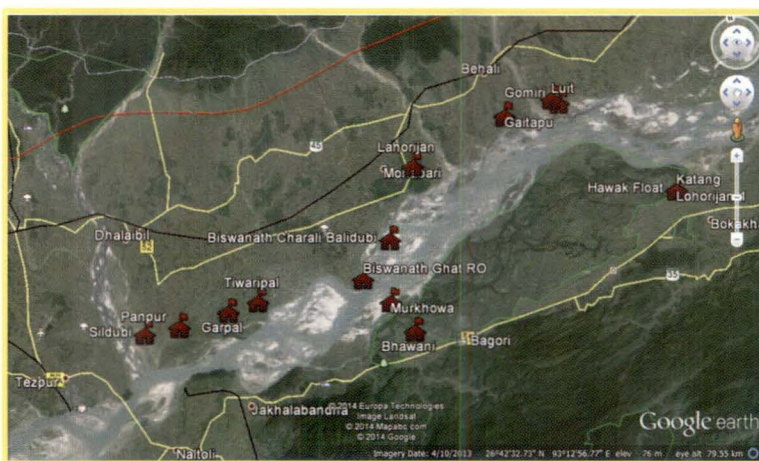 N
Behali
Gomiri Luit
Gaitapu
45
Lahorijan
Katang
Hawak Float
Lohorijanal
Bokakha
Dhalaibil
52
Biswanath Charali Balidubi
35
Tiwaripal
Biswanath Ghat RO
Panpur
Murkhowa
Sildubi
Garpal
Bhawani
Bagori
Tezpur
Jakhalabandha
© 2014 Europa Technologies
Image Landsat
© 2014 Mapabc.com
© 2014 Google
Google earth
Naltoli
Imagery Date: 4/10/2013 26°42'32.73" N 93°12'56.77" E elev 76 m eye alt 79.55 km